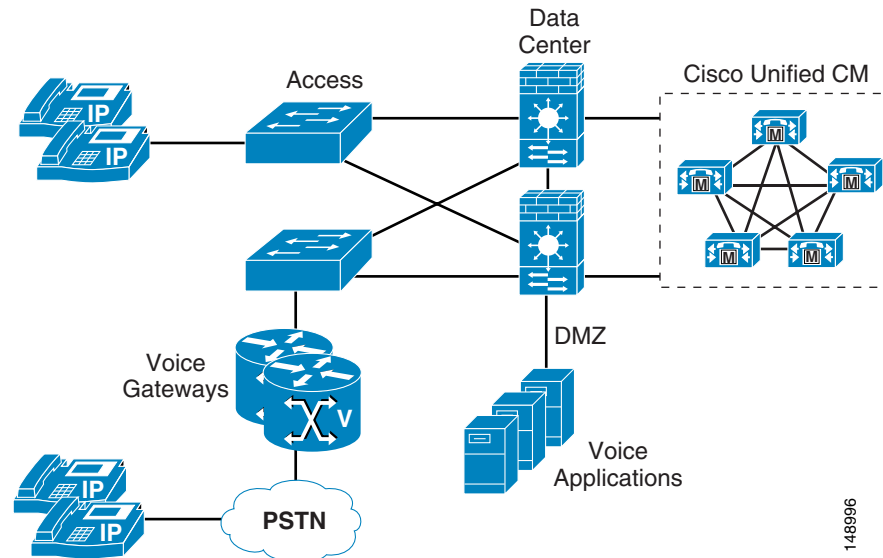 Data
Center
Access
Cisco Unified CM
IP
IP
M
M
M
M
M
DMZ
Voice
Gateways
V
Voice
Applications
IP
IP
PSTN
148996